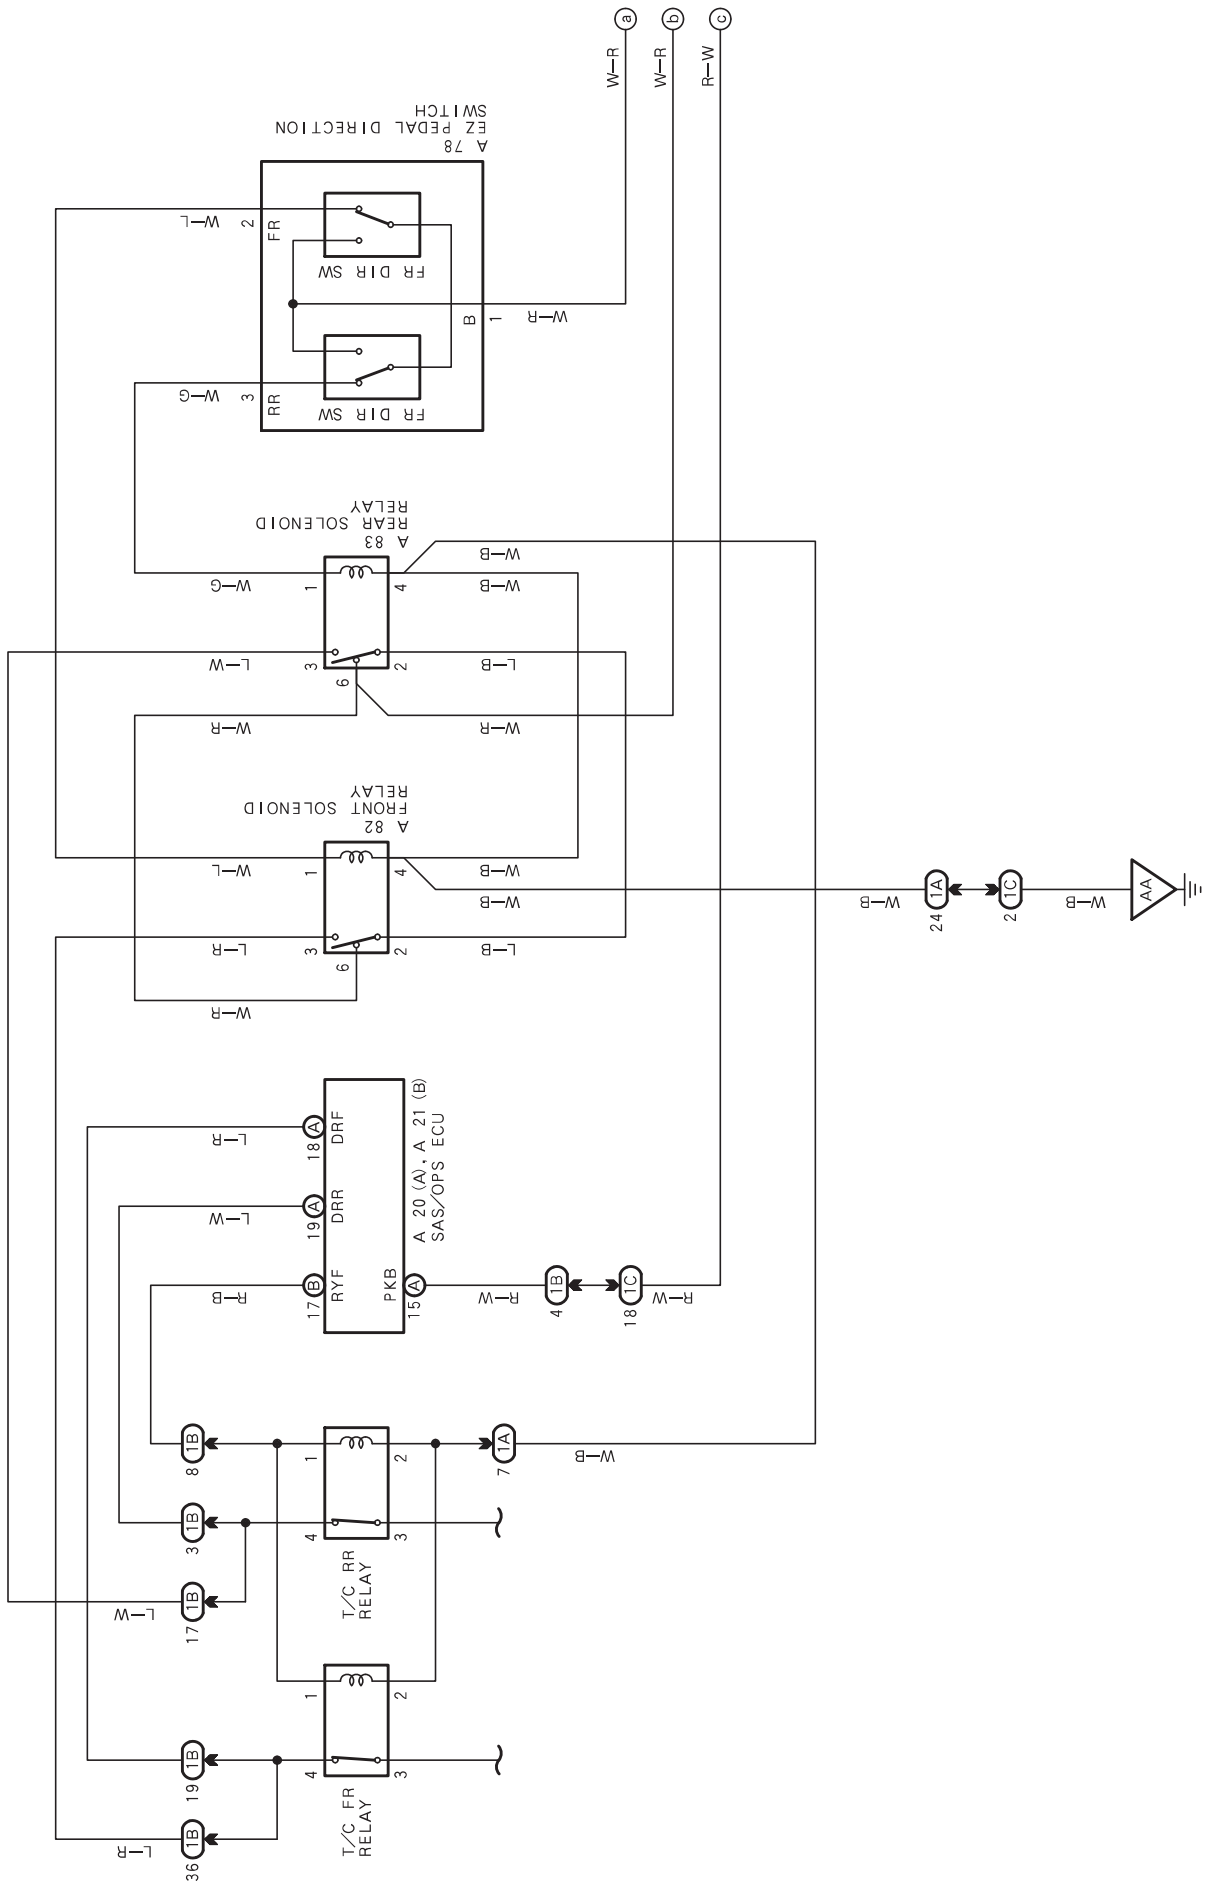 a
W-R
b
W-R
c
R-W
A 78
EZ PEDAL DIRECTION
SWITCH
W-L
2
FR
FR DIR SW
B
1
W-R
W-G
3
RR
FR DIR SW
A 83
REAR SOLENOID
RELAY
W-G
1
4
W-B
W-B
L-W
3
2
L-B
6
W-R
W-R
A 82
FRONT SOLENOID
RELAY
W-L
1
4
W-B
W-B
L-R
3
2
L-B
6
W-R
W-B
24
1A
1C
2
W-B
AA
A 20 (A), A 21 (B)
SAS/OPS ECU
L-R
18
A
DRF
L-W
19
A
DRR
R-B
17
B
RYF
PKB
A
15
R-W
1B
4
1C
18
R-W
1B
8
1
2
1A
7
W-B
1B
3
4
3
T/C RR
RELAY
L-W
1B
17
1
2
1B
19
4
3
T/C FR
RELAY
L-R
1B
36